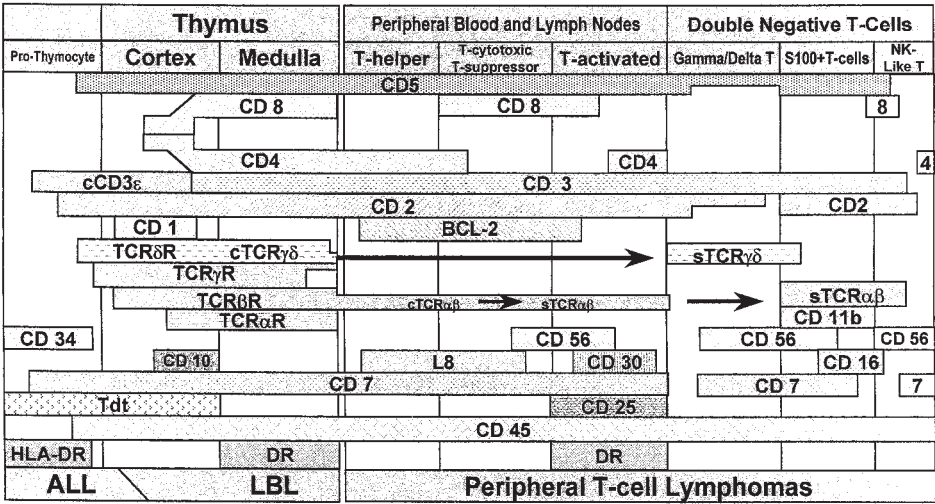 Thymus
Peripheral Blood and Lymph Nodes
Double Negative T-Cells
Pro-Thymocyte
Cortex
Medulla
T-helper
T-cytotoxic
T-suppressor
T-activated
Gamma/Delta T
S100+T-cells
NK-
Like T
CD5
CD 8
CD 8
8
CD4
CD4
4
cCD3ε
CD 3
CD 2
CD2
CD 1
BCL-2
TCRδR
cTCRγδ
sTCRγδ
TCRγR
TCRβR
cTCRαβ
sTCRαβ
sTCRαβ
TCRαR
CD 11b
CD 34
CD 56
CD 56
CD 56
CD 10
L8
CD 30
CD 16
CD 7
CD 7
7
Tdt
CD 25
CD 45
HLA-DR
DR
DR
ALL
LBL
Peripheral T-cell Lymphomas